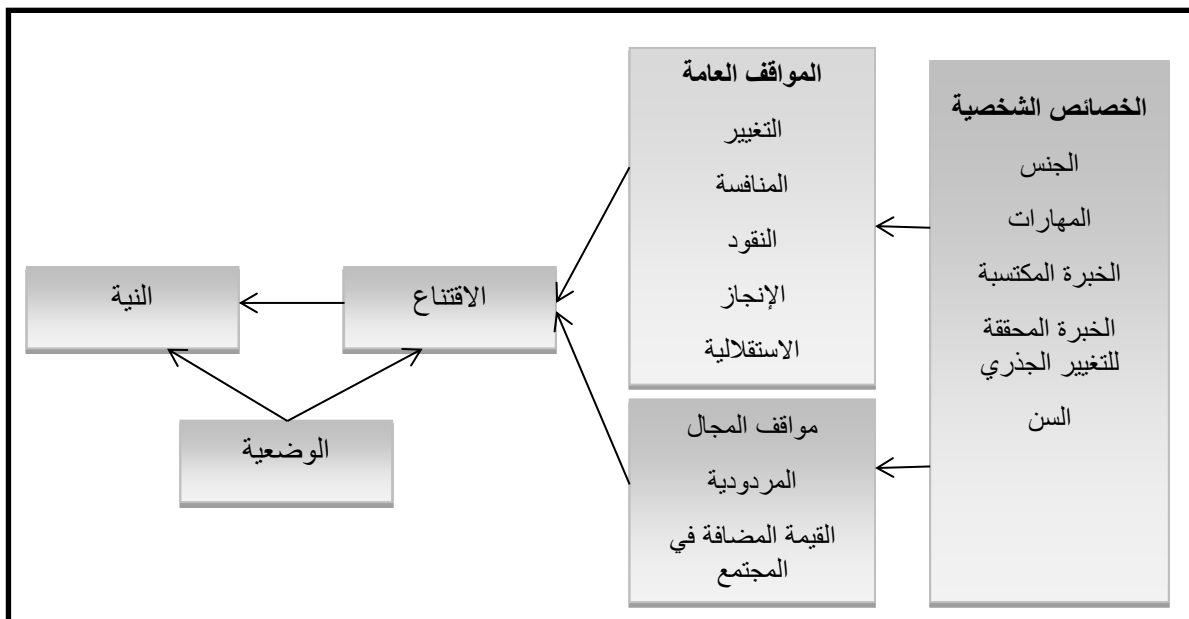 الخصائص الشخصية
الجنس
المهارات
الخبرة المكتسبة
الخبرة المحققة
للتغيير الجذري
السن
المواقف العامة
التغيير
المنافسة
النقود
الإنجاز
الاستقلالية
مواقف المجال
المردودية
القيمة المضافة في
المجتمع
الاقتناع
النية
الوضعية